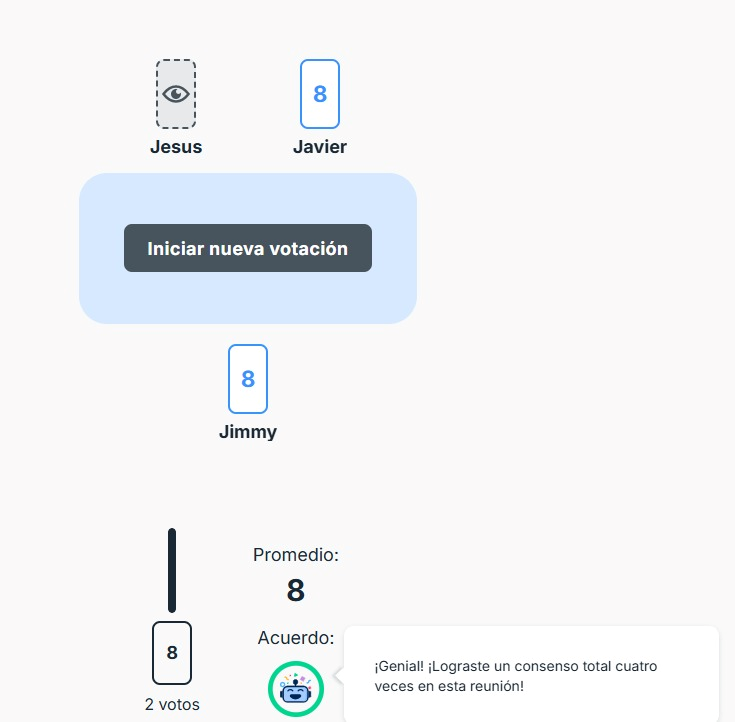 8
Jesus
Javier
Iniciar nueva votación
8
Jimmy
Promedio:
8
Acuerdo:
8
2 votos
¡Genial! ¡Lograste un consenso total cuatro
veces en esta reunión!